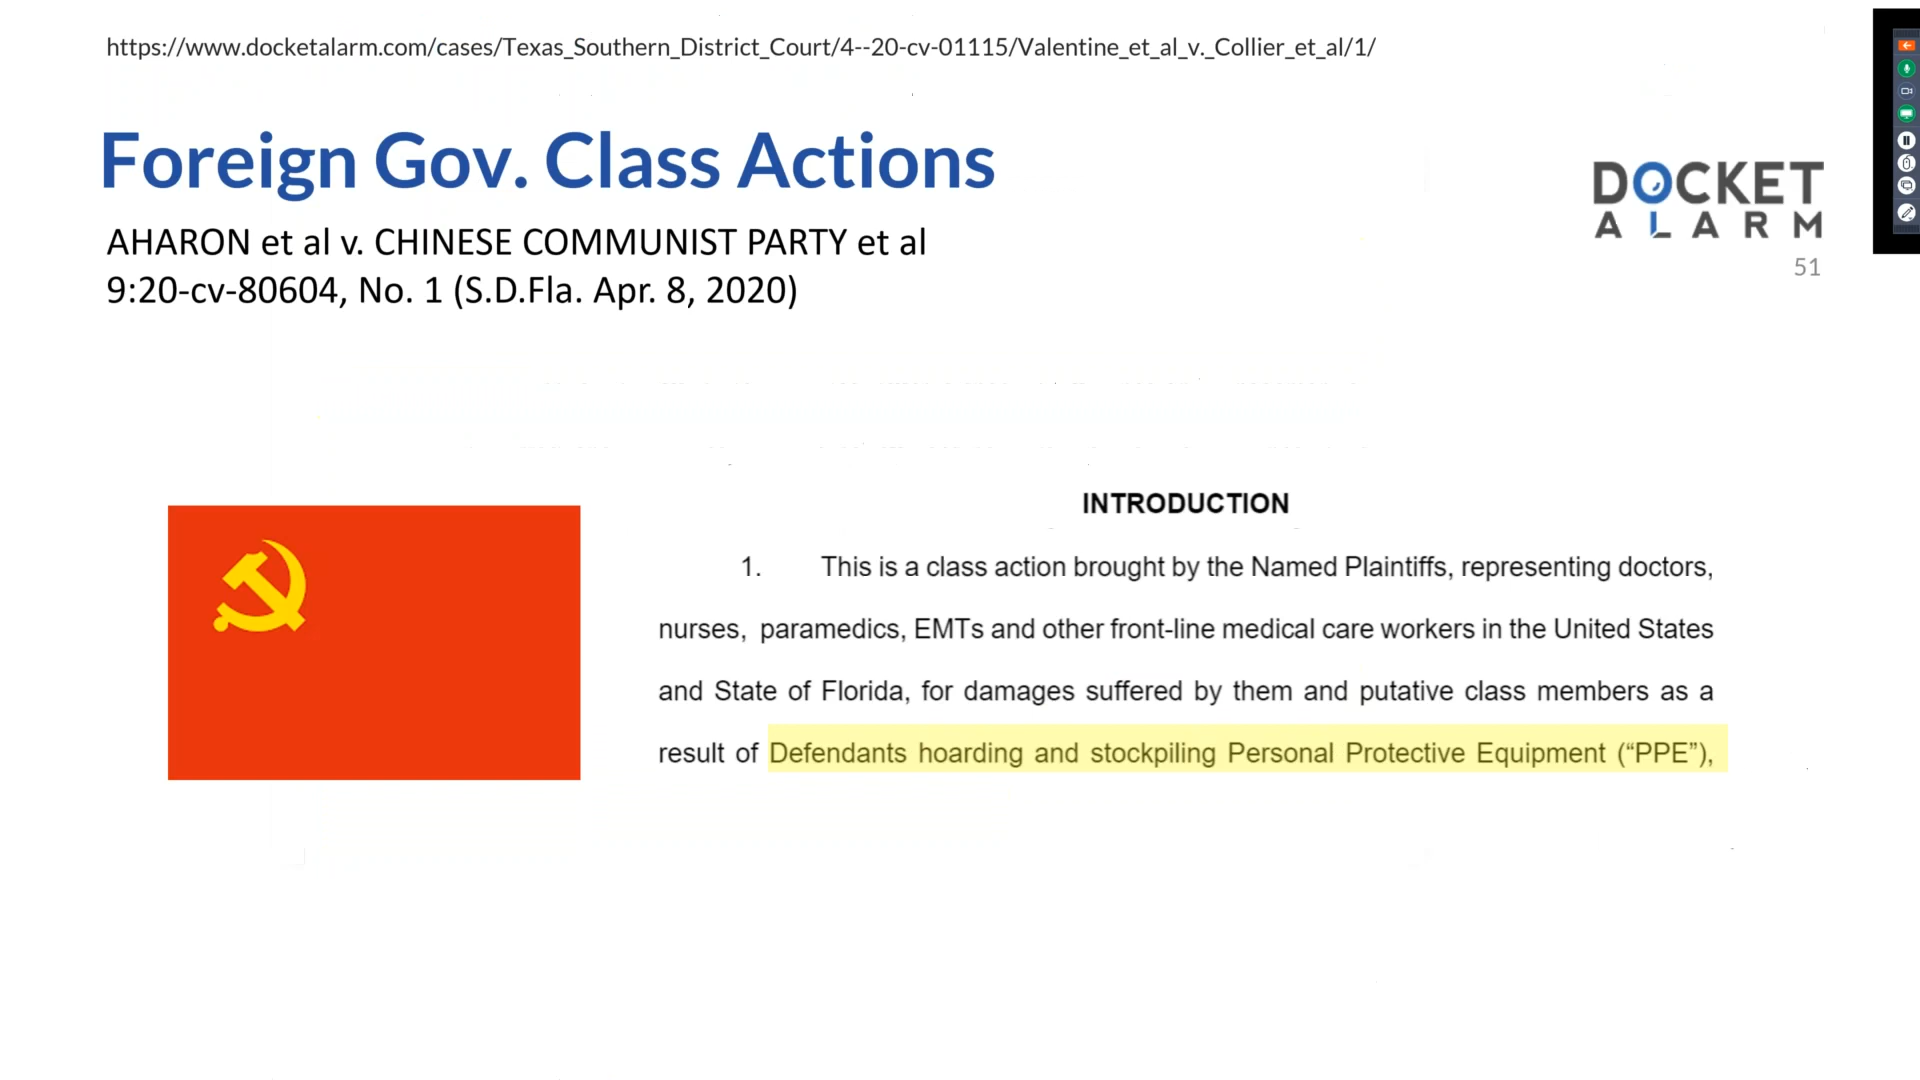 https://www.docketalarm.com/cases/Texas_Southern_District_Court/4--20-cv-01115/Valentine_et_al_v._Collier_et_al/1/
Foreign Gov. Class Actions
DOCKET
ALARM
51
AHARON et al v. CHINESE COMMUNIST PARTY et al
9:20-cv-80604, No. 1 (S.D.Fla. Apr. 8, 2020)
INTRODUCTION
1. This is a class action brought by the Named Plaintiffs, representing doctors,
nurses, paramedics, EMTs and other front-line medical care workers in the United States
and State of Florida, for damages suffered by them and putative class members as a
result of Defendants hoarding and stockpiling Personal Protective Equipment (“PPE”),